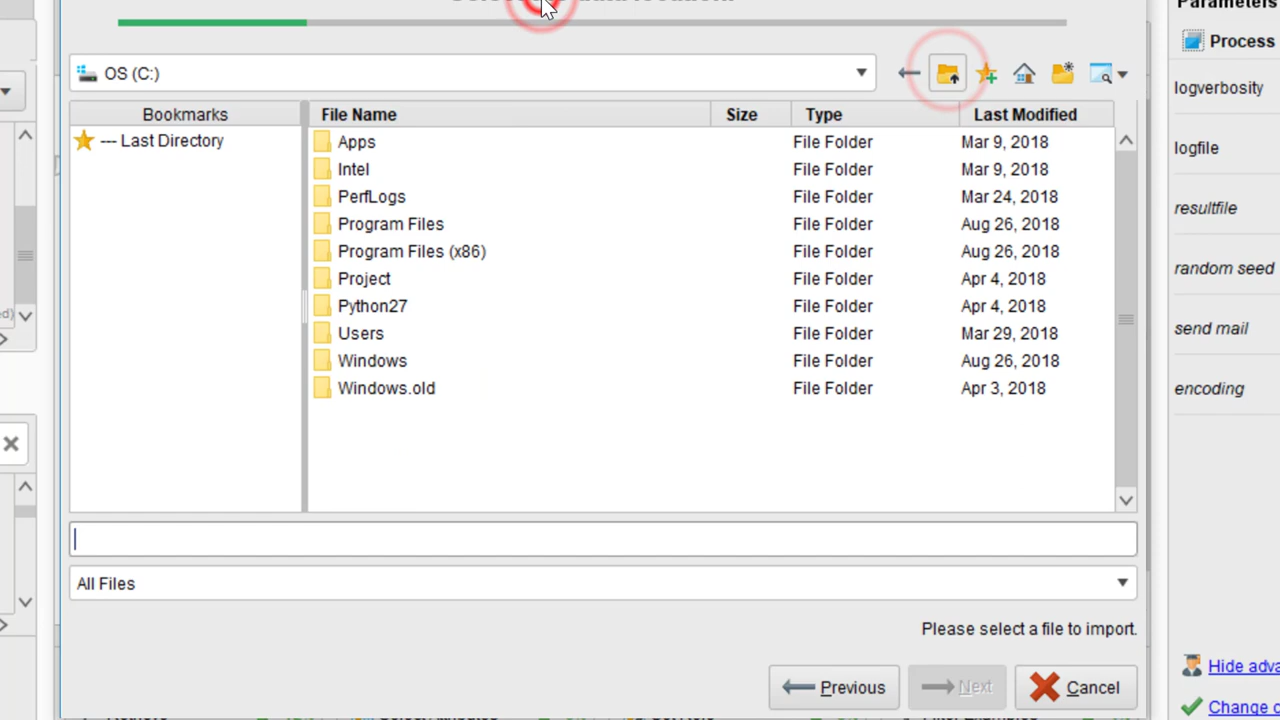 Parameters
OS (C:)
Process
Bookmarks
File Name
Size
Type
Last Modified
logverbosity
--- Last Directory
Apps
File Folder
Mar 9, 2018
logfile
Intel
File Folder
Mar 9, 2018
PerfLogs
File Folder
Mar 24, 2018
resultfile
Program Files
File Folder
Aug 26, 2018
Program Files (x86)
File Folder
Aug 26, 2018
random seed
Project
File Folder
Apr 4, 2018
Python27
File Folder
Apr 4, 2018
send mail
Users
File Folder
Mar 29, 2018
Windows
File Folder
Aug 26, 2018
encoding
Windows.old
File Folder
Apr 3, 2018
All Files
Please select a file to import.
Previous
Next
Cancel
Hide adva
Change c